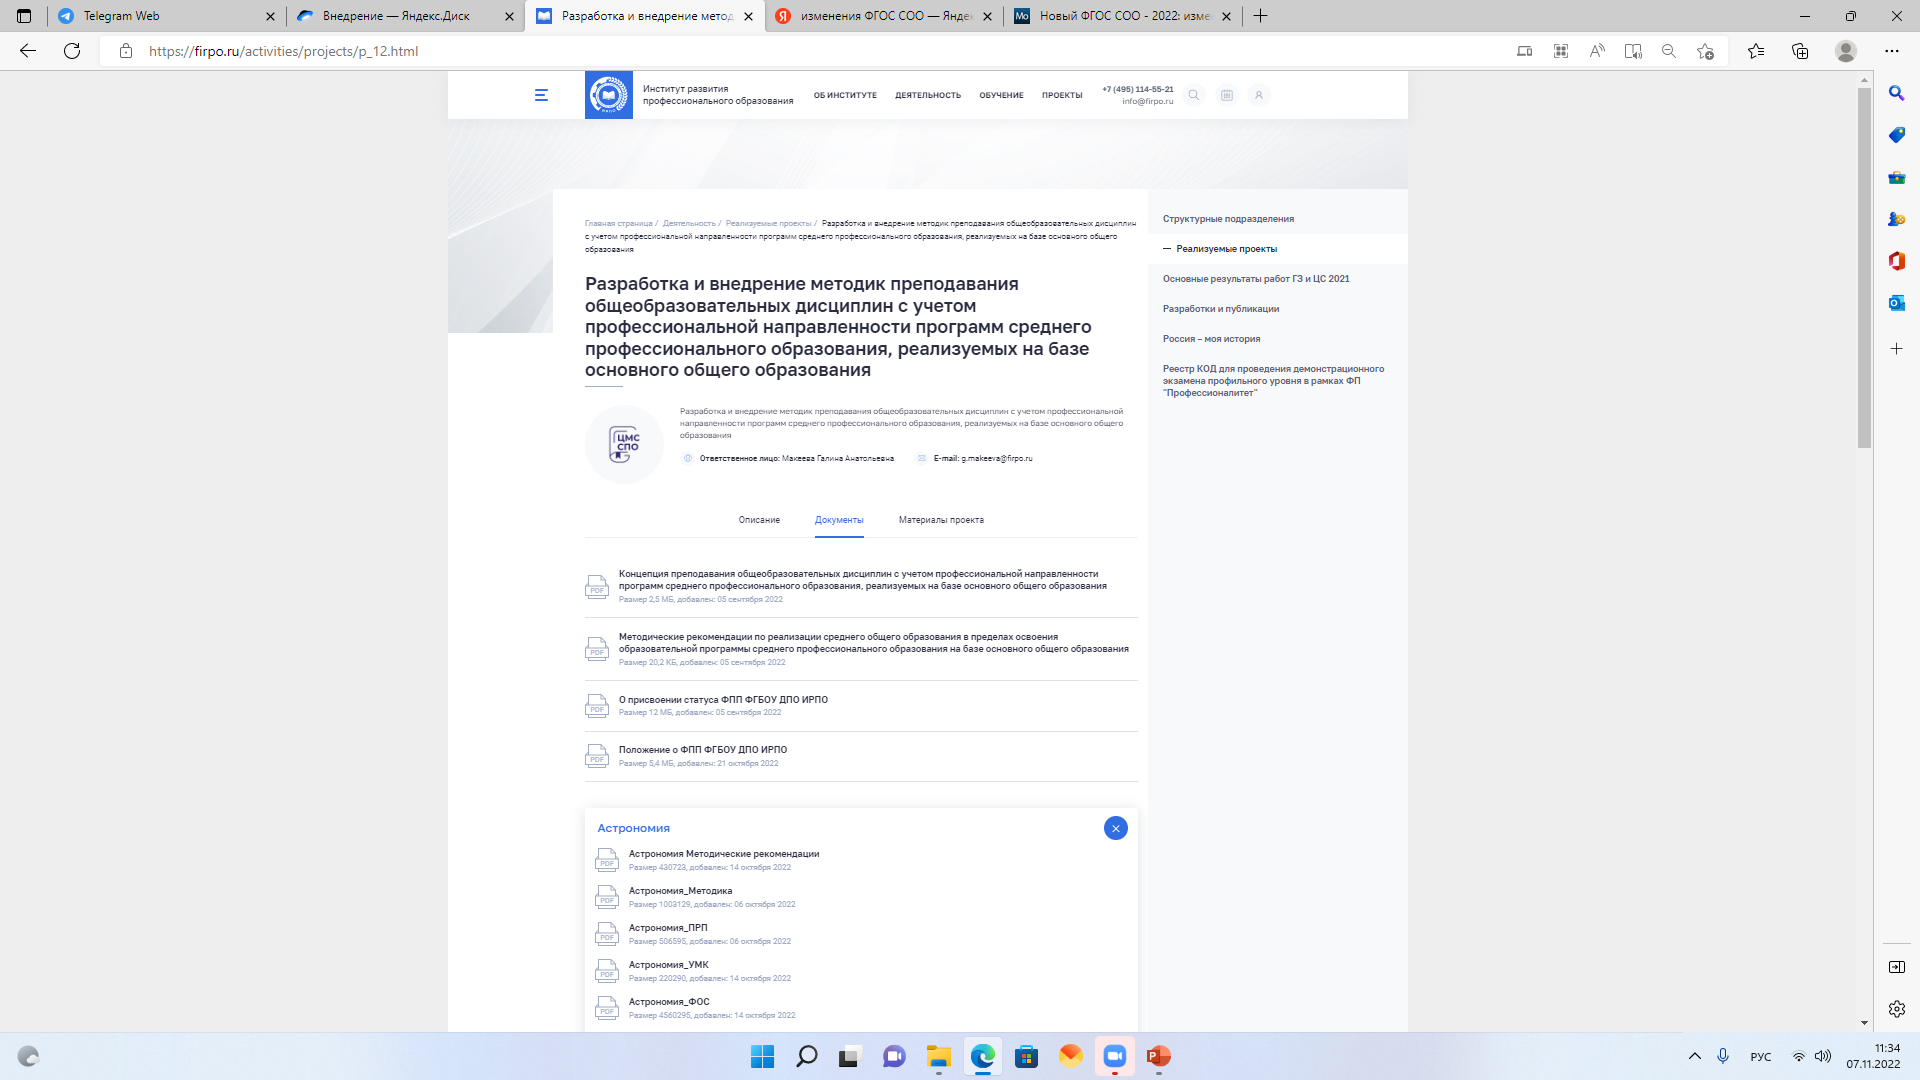 Telegram Web
Внедрение — Яндекс.Диск
Разработка и внедрение метод
изменения ФГОС СОО — Янде
Новый ФГОС СОО - 2022: изме
https://firpo.ru/activities/projects/p_12.html
Институт развития
профессионального образования
ОБ ИНСТИТУТЕ
ДЕЯТЕЛЬНОСТЬ
ОБУЧЕНИЕ
ПРОЕКТЫ
+7 (495) 114-55-21
info@firpo.ru
Главная страница / Деятельность / Реализуемые проекты / Разработка и внедрение методик преподавания общеобразовательных дисциплин
с учетом профессиональной направленности программ среднего профессионального образования, реализуемых на базе основного общего
образования
Разработка и внедрение методик преподавания
общеобразовательных дисциплин с учетом
профессиональной направленности программ среднего
профессионального образования, реализуемых на базе
основного общего образования
ЦМС
СПО
Разработка и внедрение методик преподавания общеобразовательных дисциплин с учетом профессиональной
направленности программ среднего профессионального образования, реализуемых на базе основного общего
образования
Ответственное лицо: Макеева Галина Анатольевна
E-mail: g.makeeva@firpo.ru
Описание
Документы
Материалы проекта
PDF
Концепция преподавания общеобразовательных дисциплин с учетом профессиональной направленности
программ среднего профессионального образования, реализуемых на базе основного общего образования
Размер 2,5 МБ, добавлен: 05 сентября 2022
PDF
Методические рекомендации по реализации среднего общего образования в пределах освоения
образовательной программы среднего профессионального образования на базе основного общего образования
Размер 20,2 КБ, добавлен: 05 сентября 2022
PDF
О присвоении статуса ФПП ФГБОУ ДПО ИРПО
Размер 12 МБ, добавлен: 05 сентября 2022
PDF
Положение о ФПП ФГБОУ ДПО ИРПО
Размер 5,4 МБ, добавлен: 21 октября 2022
Астрономия
PDF
Астрономия Методические рекомендации
Размер 430723, добавлен: 14 октября 2022
PDF
Астрономия_Методика
Размер 1003129, добавлен: 06 октября 2022
PDF
Астрономия_ПРП
Размер 506595, добавлен: 06 октября 2022
PDF
Астрономия_УМК
Размер 220290, добавлен: 14 октября 2022
PDF
Астрономия_ФОС
Размер 4560295, добавлен: 14 октября 2022
Структурные подразделения
— Реализуемые проекты
Основные результаты работ ГЗ и ЦС 2021
Разработки и публикации
Россия – моя история
Реестр КОД для проведения демонстрационного
экзамена профильного уровня в рамках ФП
"Профессионалитет"
РУС
11:34
07.11.2022